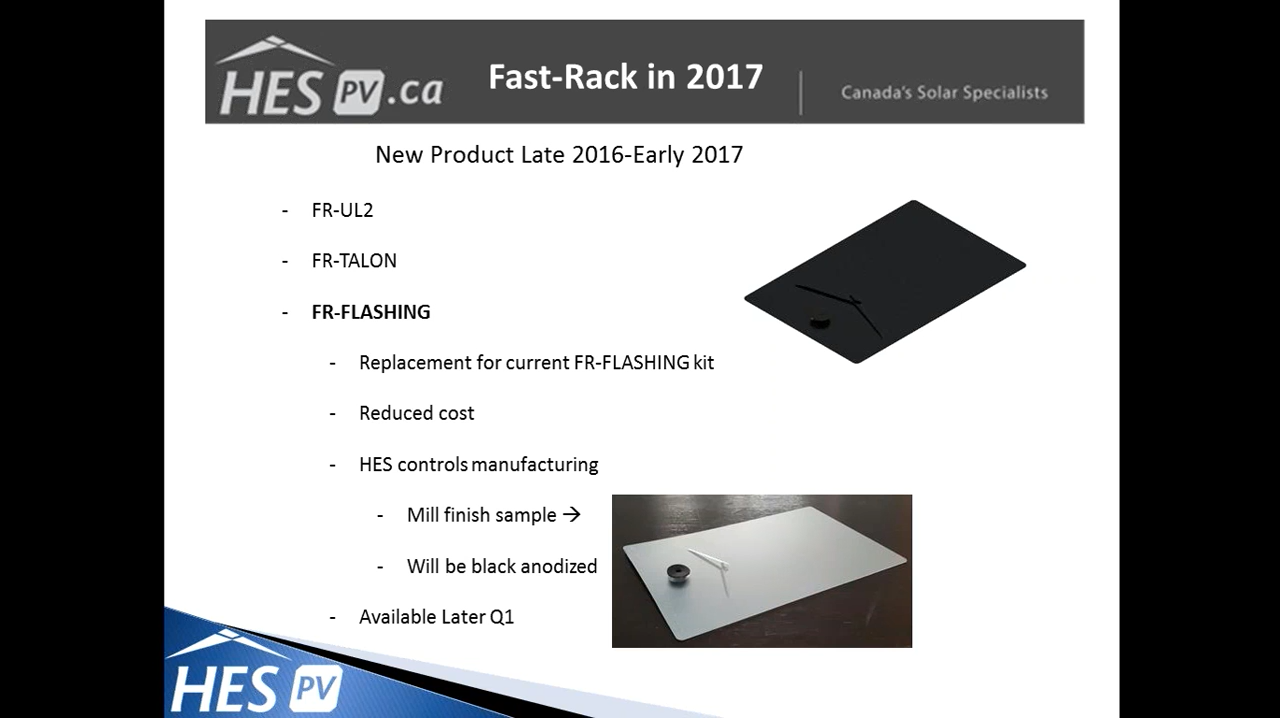 HES PV .ca
Fast-Rack in 2017
Canada's Solar Specialists
New Product Late 2016-Early 2017
- FR-UL2
- FR-TALON
- FR-FLASHING
- Replacement for current FR-FLASHING kit
- Reduced cost
- HES controls manufacturing
- Mill finish sample →
- Will be black anodized
- Available Later Q1
HES PV